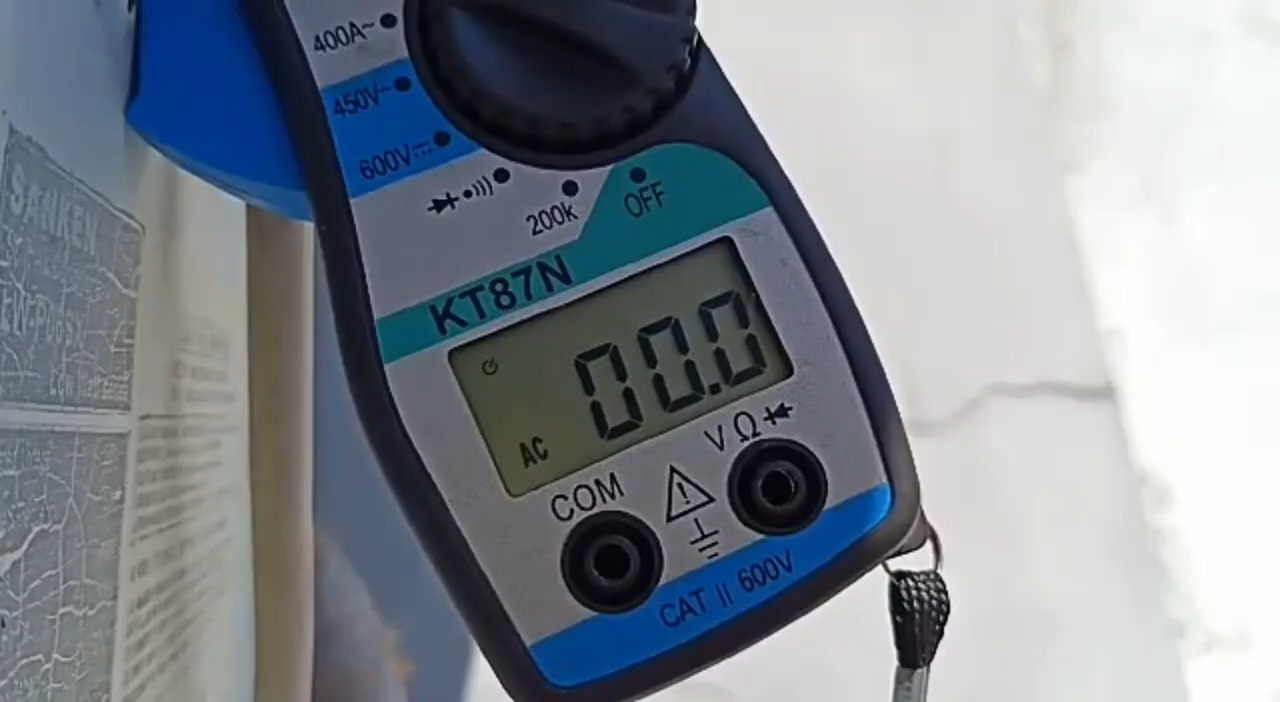 400A~
450V~
600V⎓
200k
OFF
KT87N
00.0
AC
COM
V Ω
CAT II 600V
SANKEN